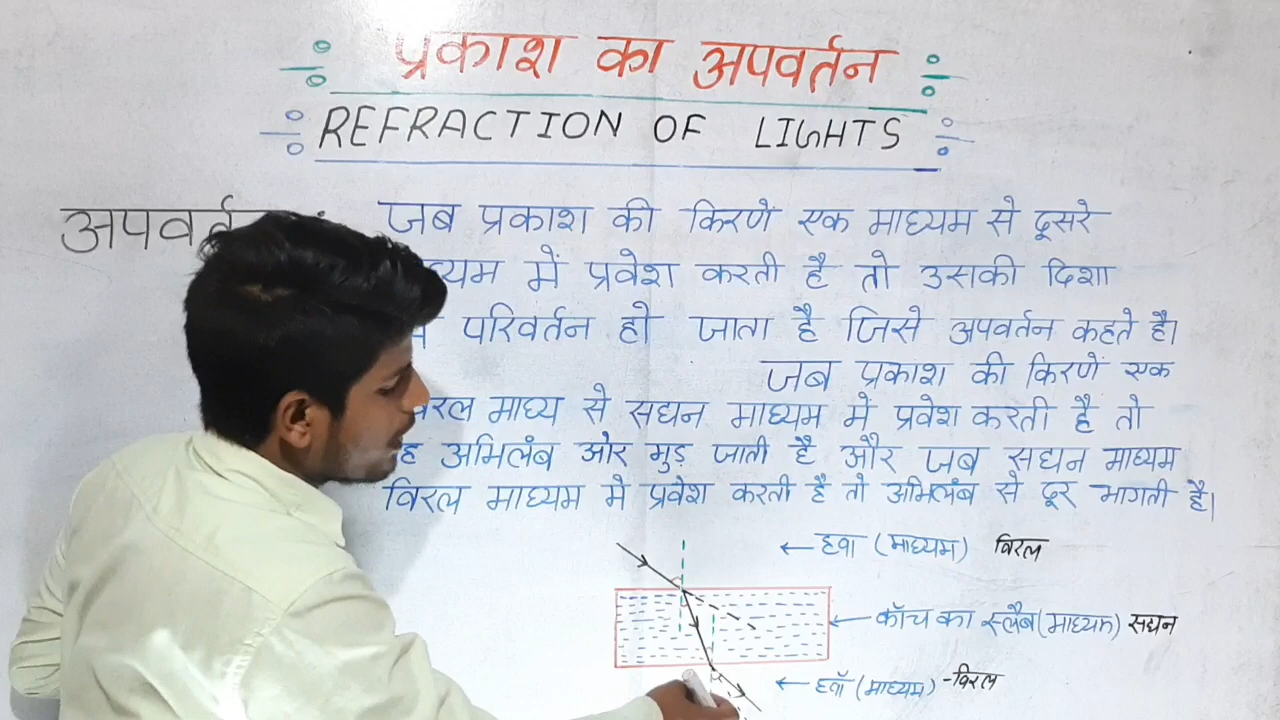 प्रकाश का अपवर्तन
REFRACTION OF LIGHTS
जब प्रकाश की किरणें एक माध्यम से दूसरे
में प्रवेश करती है तो उसकी दिशा
परिवर्तन हो जाता है जिसे अपवर्तन कहते है।
जब प्रकाश की किरणें एक
माध्य से सघन माध्यम मे प्रवेश करती है तो
अभिलंब ओर मुड़ जाती है और जब सघन माध्यम
विरल माध्यम मे प्रवेश करती है तो अभिलंब से दूर भागती है।
← हवा (माध्यम) विरल
← कॉच का स्लैब (माध्यम) सघन
← हवॉ (माध्यम) - विरल